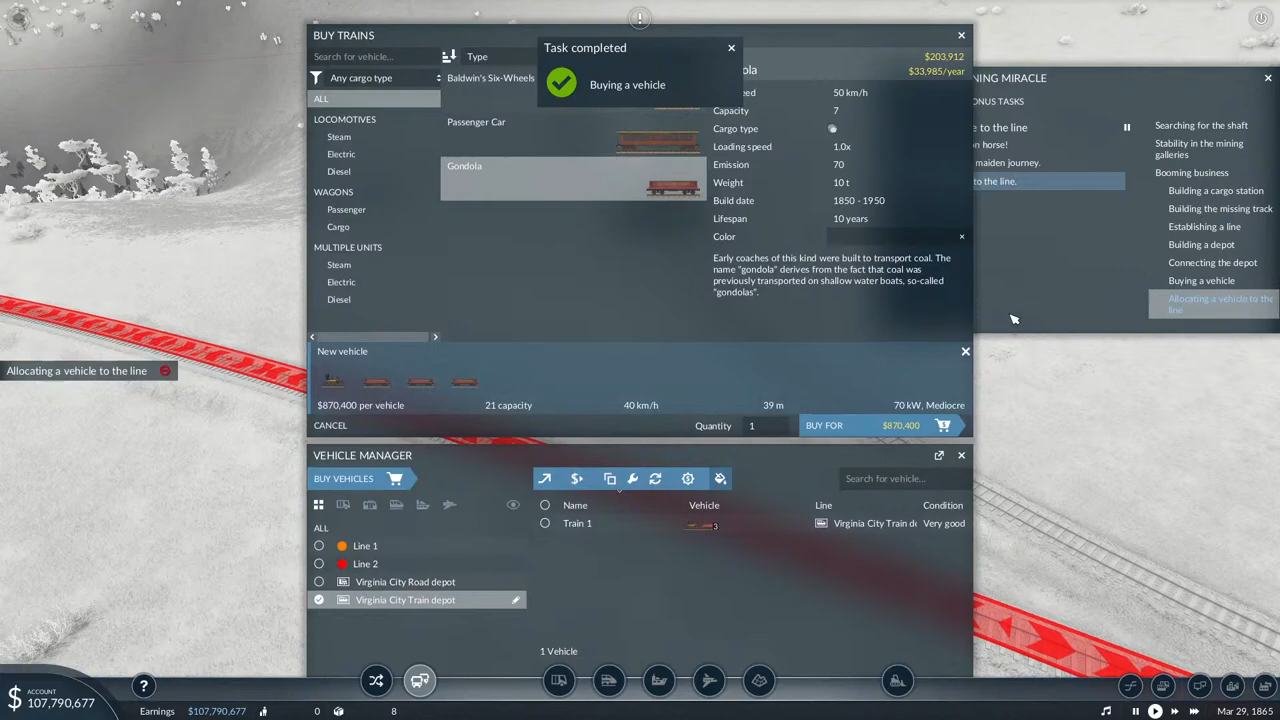 BUY TRAINS
Search for vehicle...
Type
Any cargo type
ALL
LOCOMOTIVES
Steam
Electric
Diesel
WAGONS
Passenger
Cargo
MULTIPLE UNITS
Steam
Electric
Diesel
Baldwin's Six-Wheels
Passenger Car
Gondola
Task completed
Buying a vehicle
$203,912
$33,985/year
50 km/h
Capacity 7
Cargo type
Loading speed 1.0x
Emission 70
Weight 10 t
Build date 1850 - 1950
Lifespan 10 years
Color
Early coaches of this kind were built to transport coal. The
name "gondola" derives from the fact that coal was
previously transported on shallow water boats, so-called
"gondolas".
New vehicle
$870,400 per vehicle 21 capacity 40 km/h 39 m 70 kW, Mediocre
CANCEL Quantity 1 BUY FOR $870,400
VEHICLE MANAGER
BUY VEHICLES
Search for vehicle...
ALL
Line 1
Line 2
Virginia City Road depot
Virginia City Train depot
Name Vehicle Line Condition
Train 1 3 Virginia City Train de Very good
1 Vehicle
MIRACLE
TASKS
e to the line
n horse!
maiden journey.
to the line.
Searching for the shaft
Stability in the mining
galleries
Booming business
Building a cargo station
Building the missing track
Establishing a line
Building a depot
Connecting the depot
Buying a vehicle
Allocating a vehicle to the
line
Allocating a vehicle to the line
$ ACCOUNT
107,790,677
?
Earnings $107,790,677 0 8
Mar 29, 1865